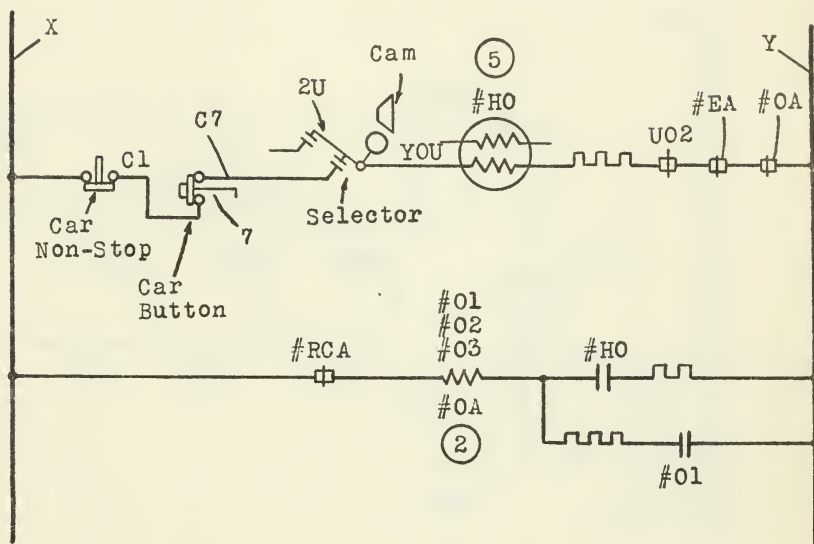 X
Y
Cam
5
2U
#HO
#EA
#OA
C7
UO2
C1
YOU
Car
Non-Stop
7
Selector
Car
Button
#O1
#O2
#O3
#RCA
#HO
#OA
2
#O1